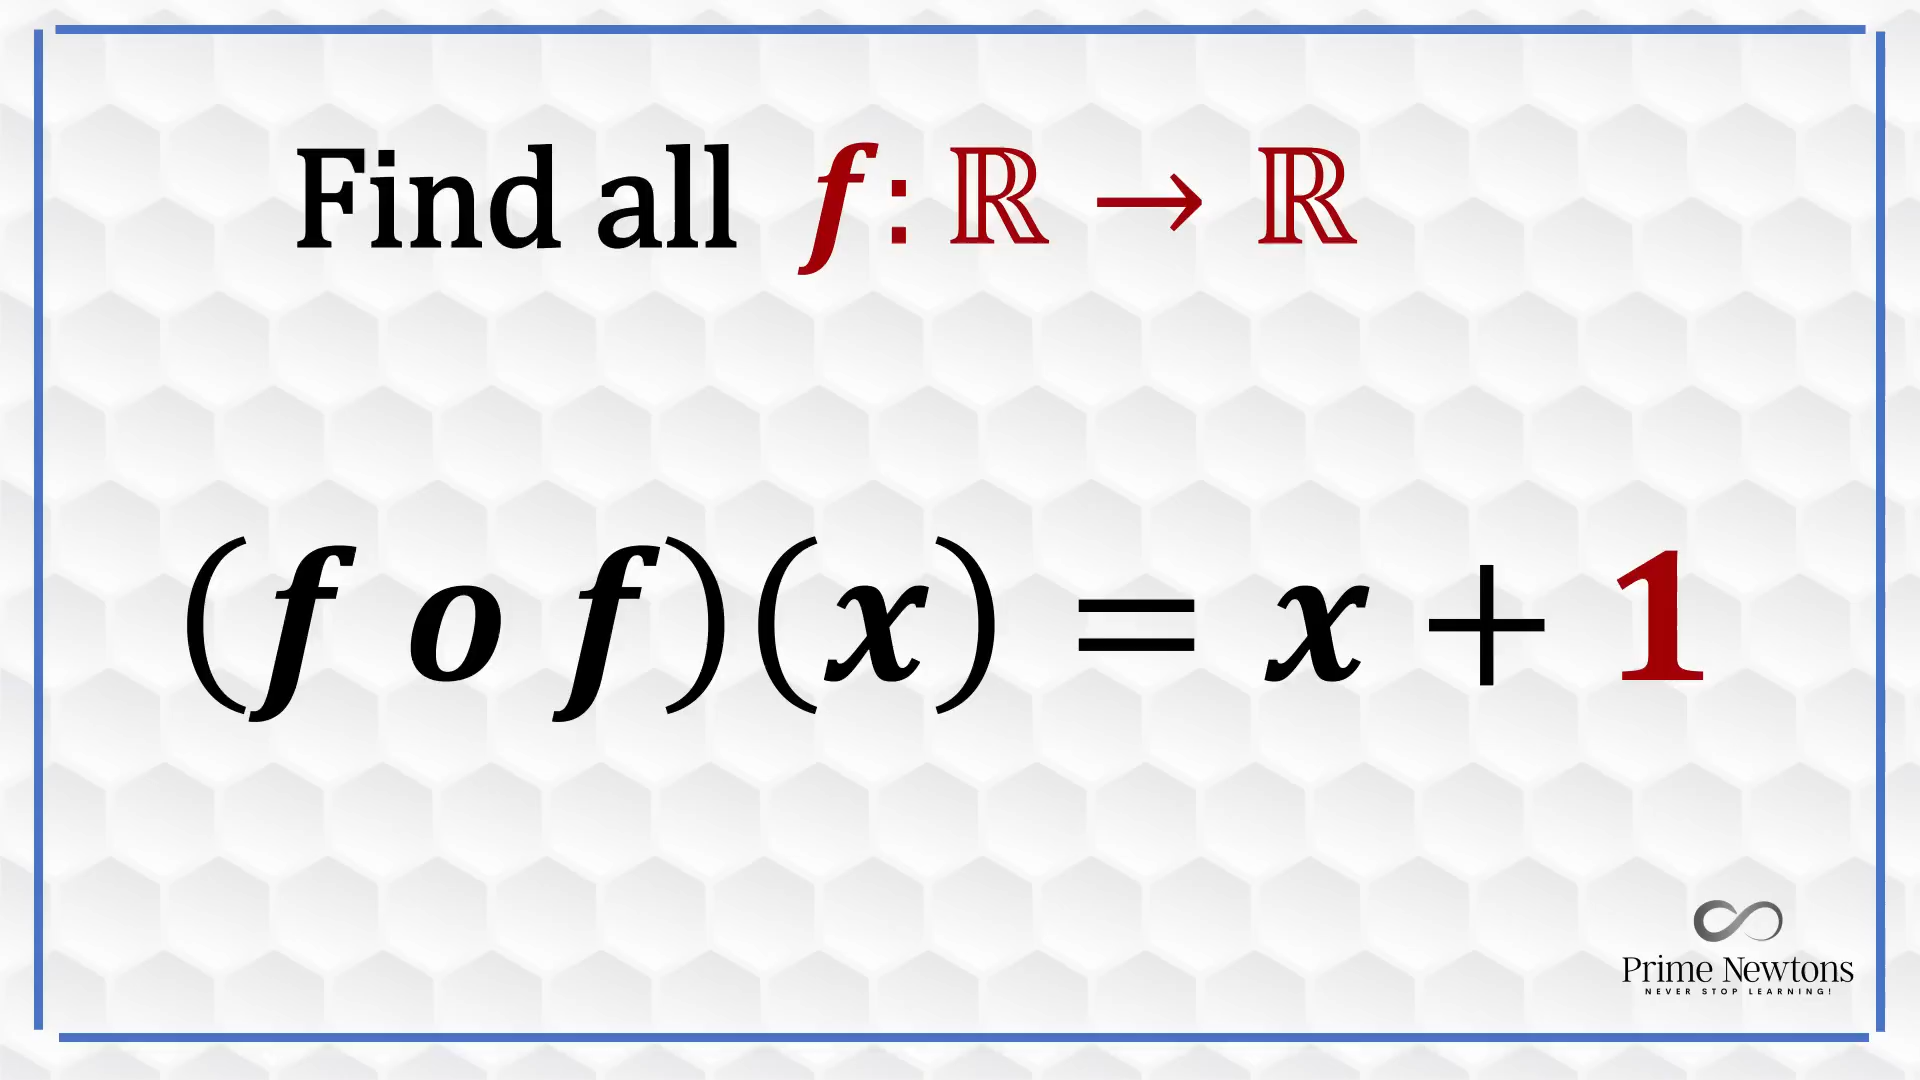 Find all f: ℝ → ℝ
(f o f)(x) = x + 1
Prime Newtons
NEVER STOP LEARNING!